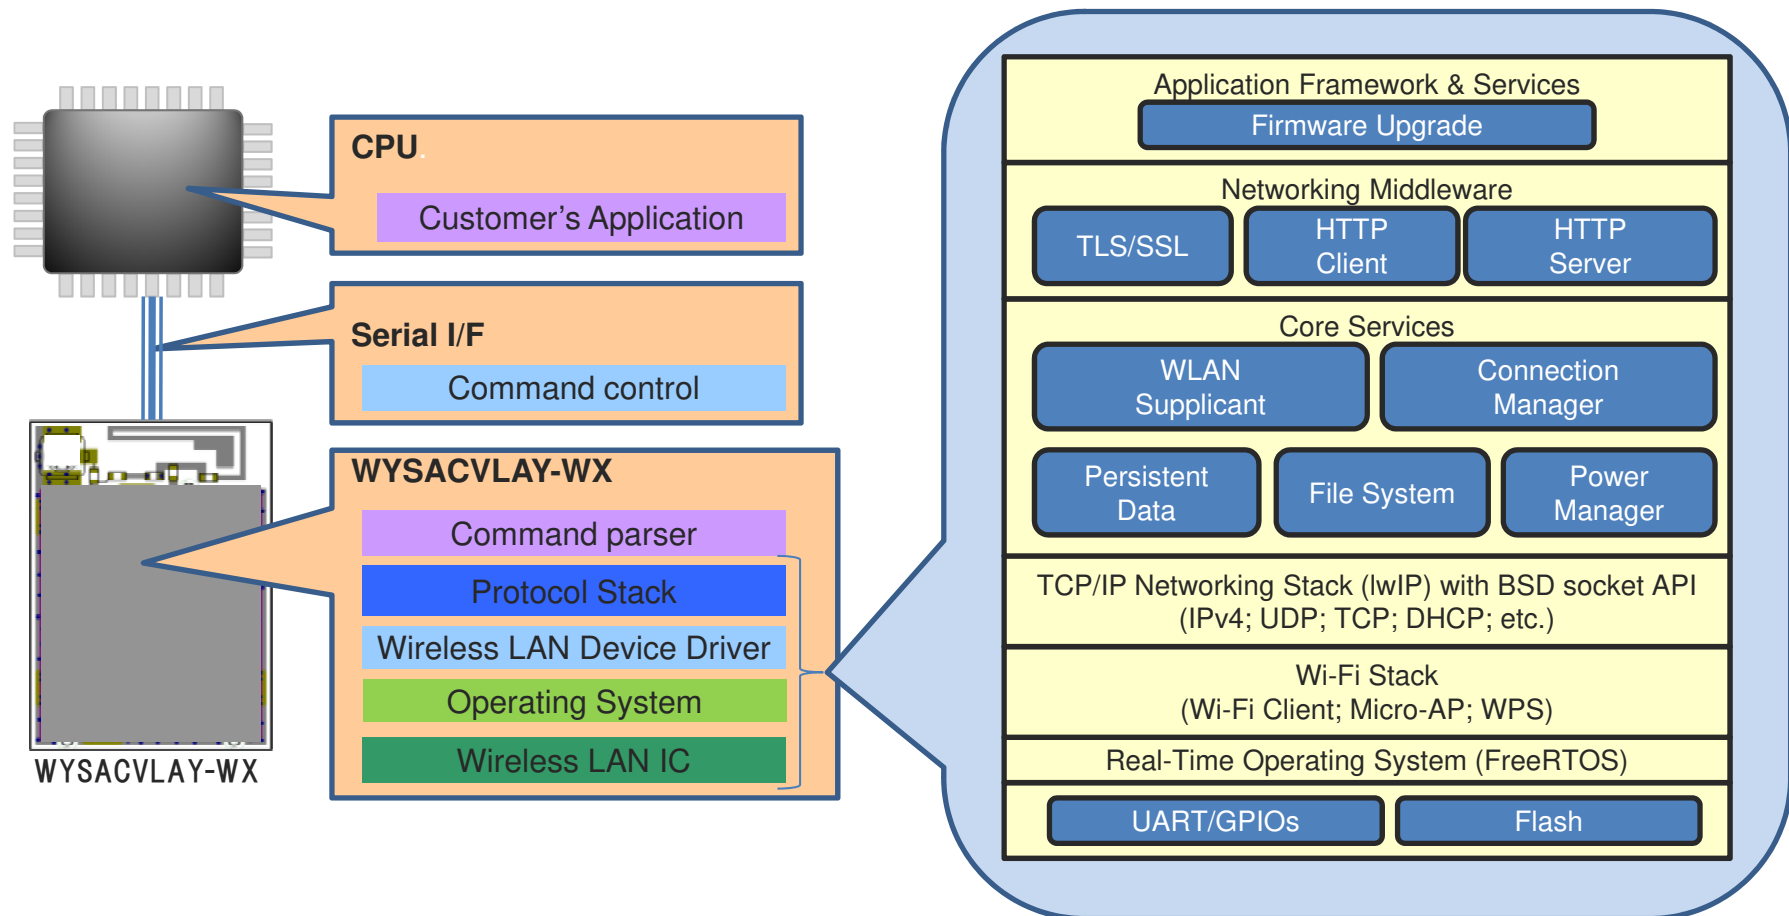 CPU.
Customer's Application
Serial I/F
Command control
WYSACVLAY-WX
Command parser
Protocol Stack
Wireless LAN Device Driver
Operating System
Wireless LAN IC
WYSACVLAY-WX
Application Framework & Services
Firmware Upgrade
Networking Middleware
TLS/SSL
HTTP
Client
HTTP
Server
Core Services
WLAN
Supplicant
Connection
Manager
Persistent
Data
File System
Power
Manager
TCP/IP Networking Stack (lwIP) with BSD socket API
(IPv4; UDP; TCP; DHCP; etc.)
Wi-Fi Stack
(Wi-Fi Client; Micro-AP; WPS)
Real-Time Operating System (FreeRTOS)
UART/GPIOs
Flash